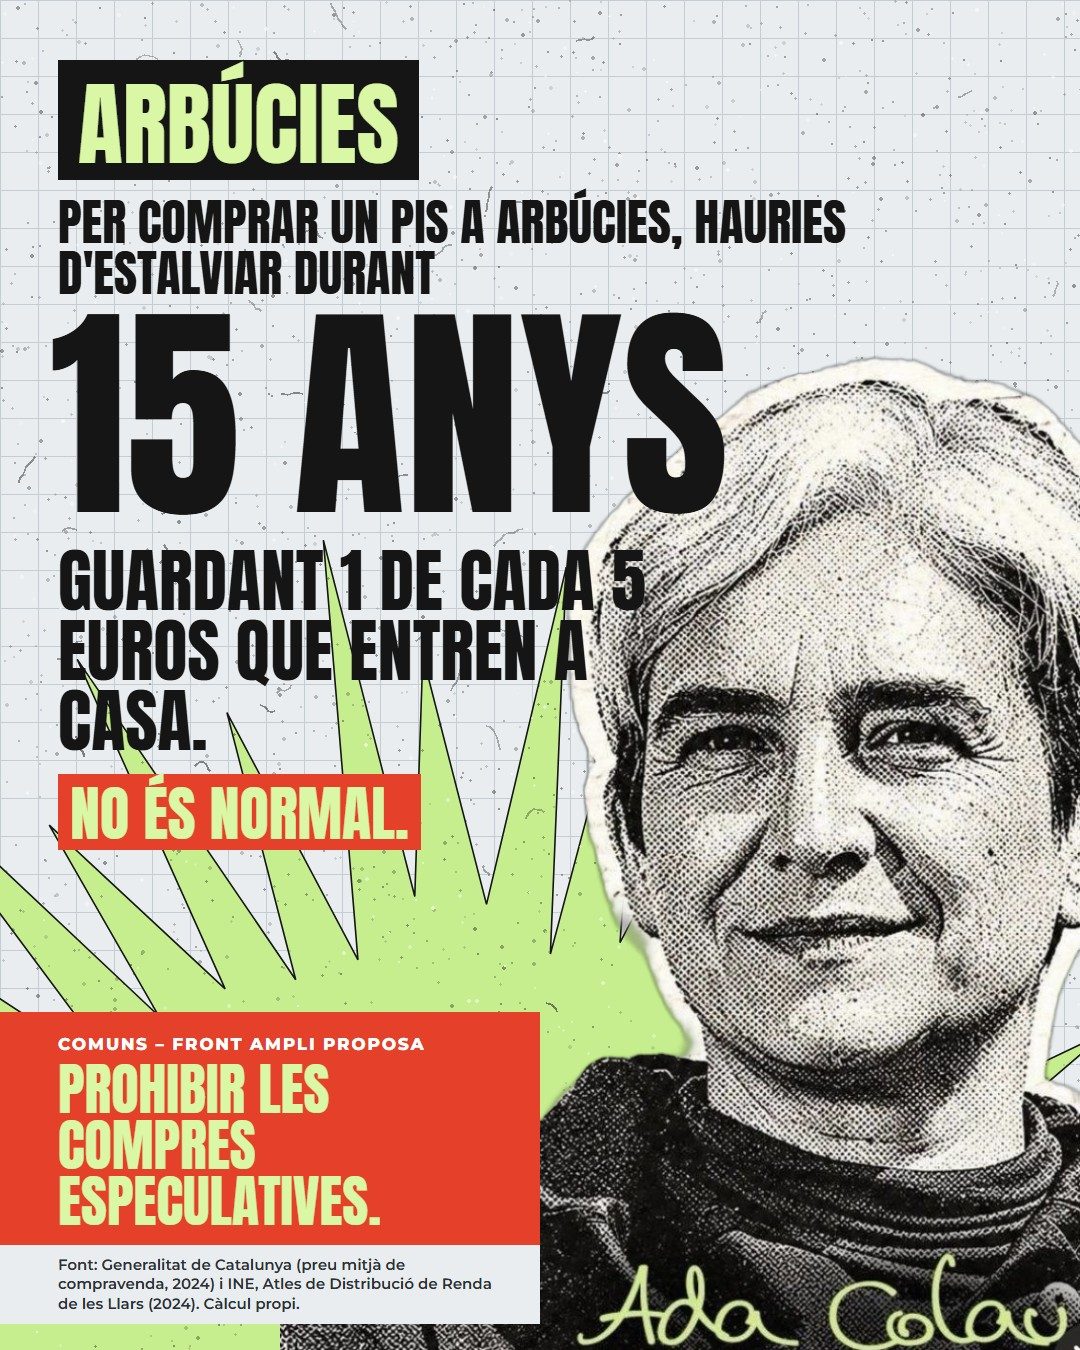 ARBÚCIES
PER COMPRAR UN PIS A ARBÚCIES, HAURIES
D'ESTALVIAR DURANT
15 ANYS
GUARDANT 1 DE CADA 5
EUROS QUE ENTREN A
CASA.
NO ÉS NORMAL.
COMUNS – FRONT AMPLI PROPOSA
PROHIBIR LES
COMPRES
ESPECULATIVES.
Font: Generalitat de Catalunya (preu mitjà de
compravenda, 2024) i INE, Atles de Distribució de Renda
de les Llars (2024). Càlcul propi.
Ada Colau